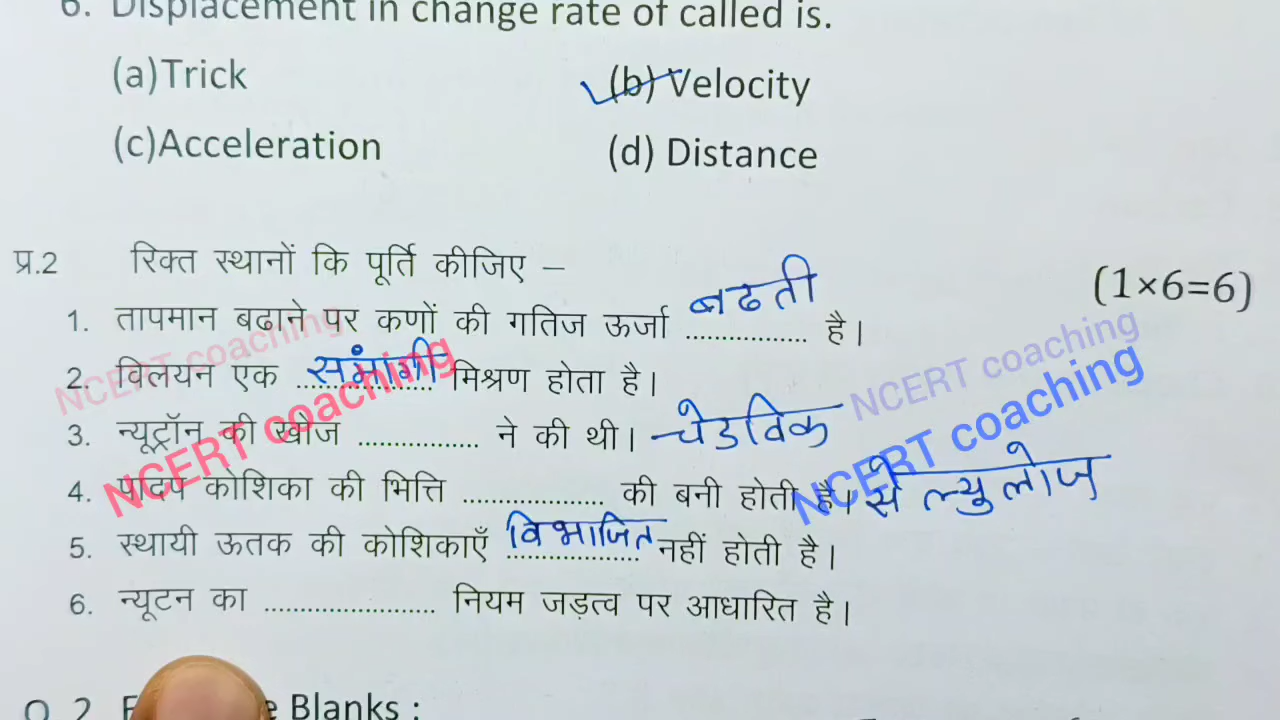 6. Displacement in change rate of called is.
(a)Trick (b) Velocity
(c)Acceleration (d) Distance
प्र.2 रिक्त स्थानों कि पूर्ति कीजिए – (1×6=6)
1. तापमान बढाने पर कणों की गतिज ऊर्जा बढती ................. है।
2. विलयन एक समांगी ................... मिश्रण होता है।
3. न्यूट्रॉन की खौज ................. ने की थी। चेडविक
4. पादप कोशिका की भित्ति .................... की बनी होती है। सेल्युलोज
5. स्थायी ऊतक की कोशिकाएँ विभाजित ................... नहीं होती है।
6. न्यूटन का ........................ नियम जड़त्व पर आधारित है।
NCERT coaching
NCERT coaching
NCERT coaching
NCERT coaching
Q 2 Blanks :